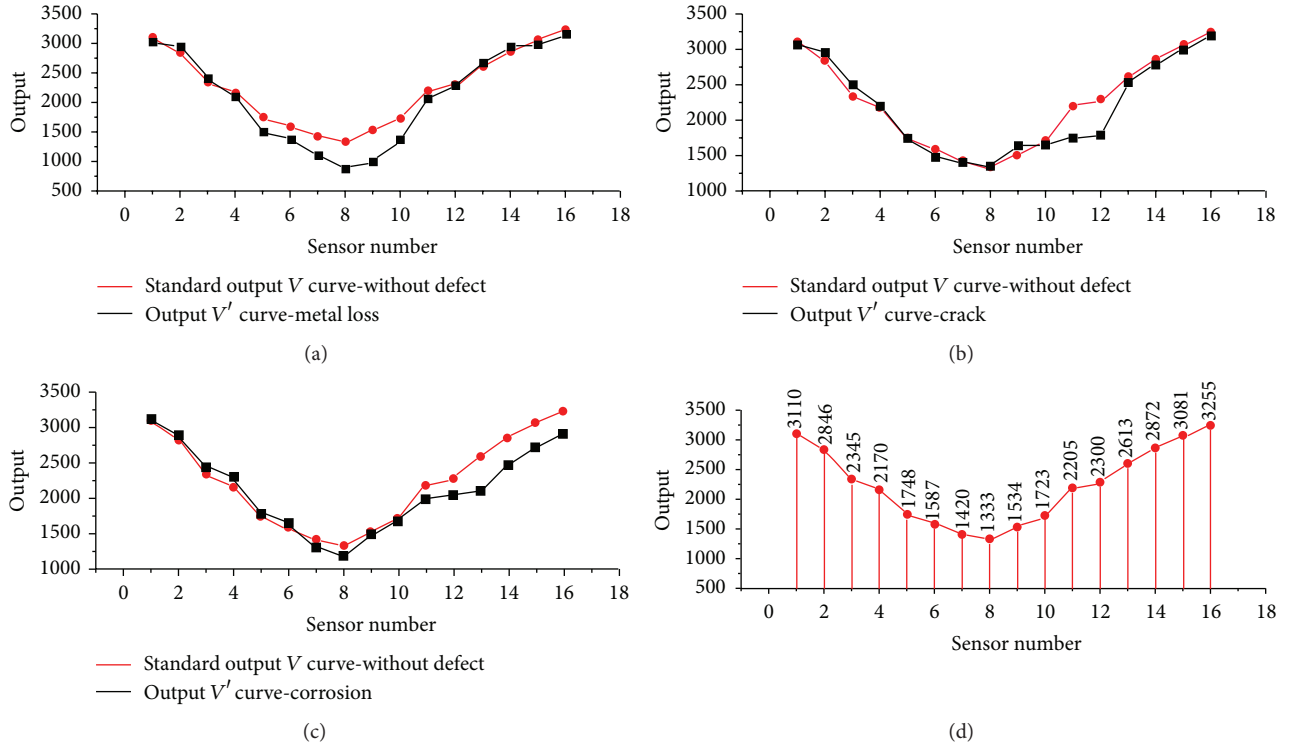 3500
3000
2500
2000
1500
1000
500
Output
0 2 4 6 8 10 12 14 16 18
Sensor number
Standard output V curve-without defect
Output V′ curve-metal loss
(a)
3500
3000
2500
2000
1500
1000
Output
0 2 4 6 8 10 12 14 16 18
Sensor number
Standard output V curve-without defect
Output V′ curve-crack
(b)
3500
3000
2500
2000
1500
1000
Output
0 2 4 6 8 10 12 14 16 18
Sensor number
Standard output V curve-without defect
Output V′ curve-corrosion
(c)
3500
3000
2500
2000
1500
1000
500
Output
3110
2846
2345
2170
1748
1587
1420
1333
1534
1723
2205
2300
2613
2872
3081
3255
0 2 4 6 8 10 12 14 16 18
Sensor number
(d)